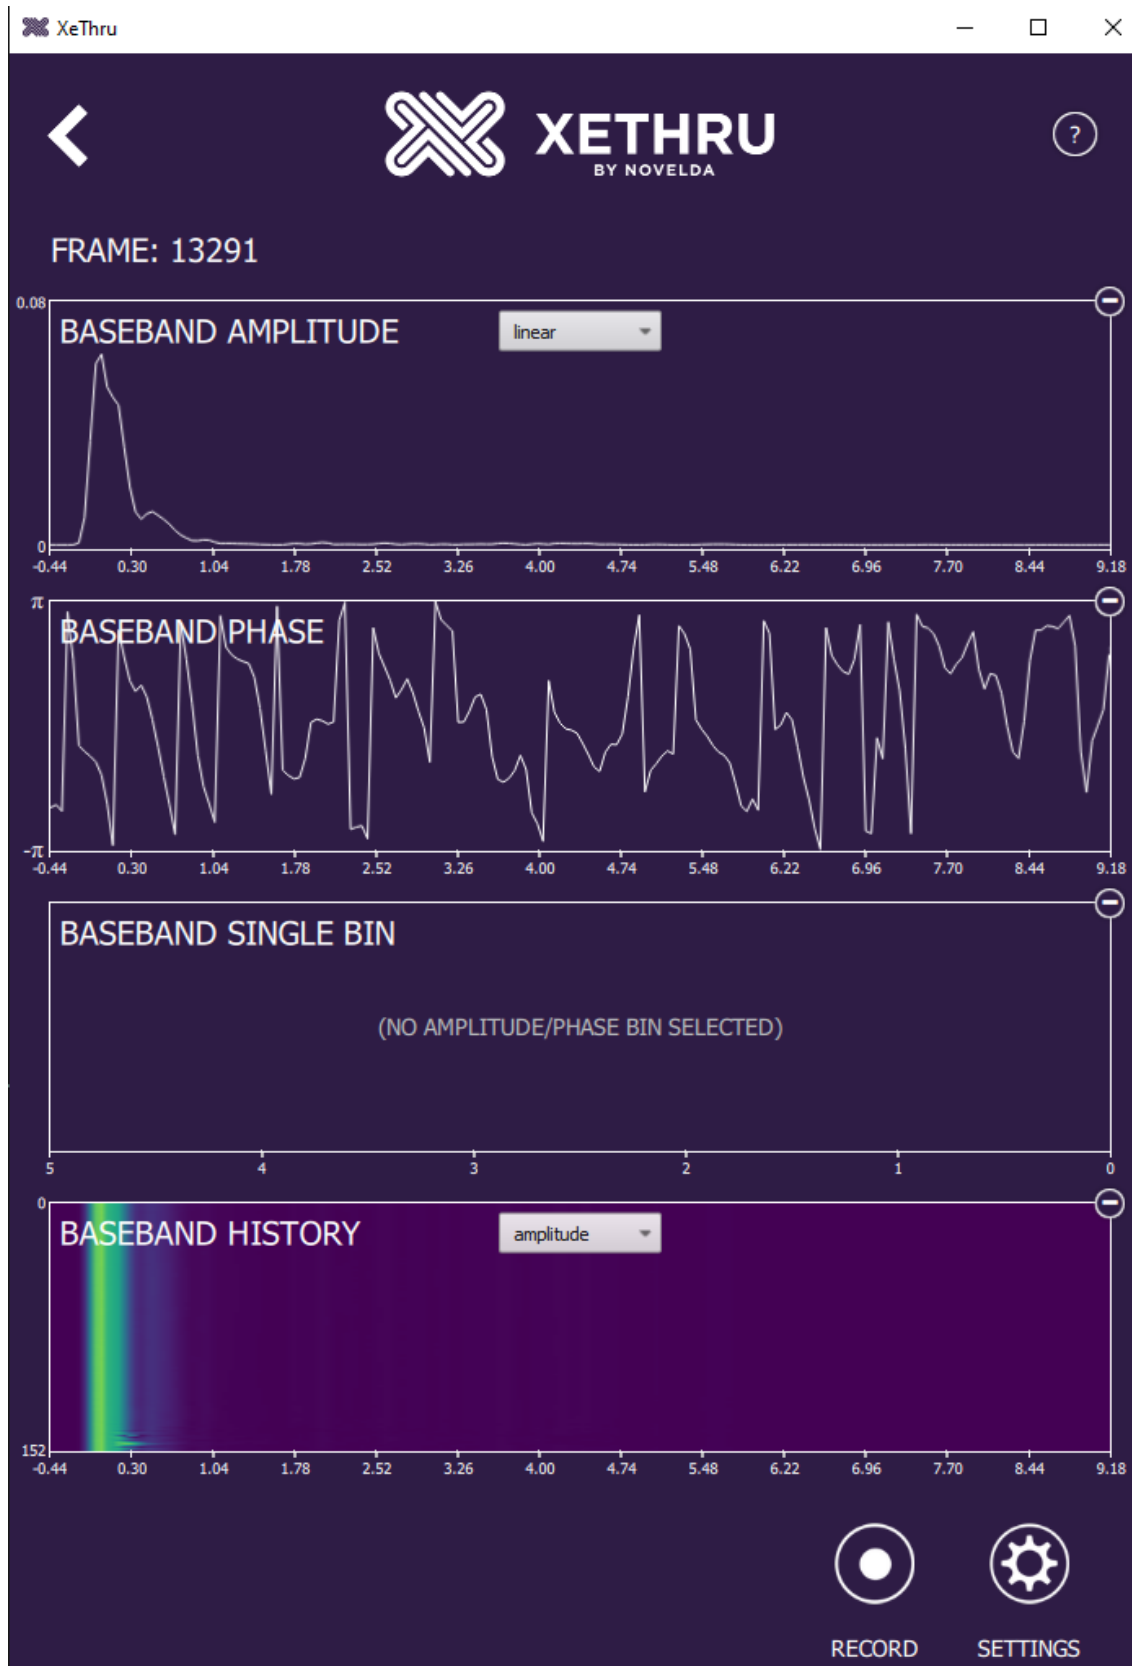 XeThru
XETHRU
BY NOVELDA
?
FRAME: 13291
0.08
BASEBAND AMPLITUDE
linear
0
-0.44 0.30 1.04 1.78 2.52 3.26 4.00 4.74 5.48 6.22 6.96 7.70 8.44 9.18
π
BASEBAND PHASE
-π
-0.44 0.30 1.04 1.78 2.52 3.26 4.00 4.74 5.48 6.22 6.96 7.70 8.44 9.18
BASEBAND SINGLE BIN
(NO AMPLITUDE/PHASE BIN SELECTED)
5 4 3 2 1 0
0
BASEBAND HISTORY
amplitude
152
-0.44 0.30 1.04 1.78 2.52 3.26 4.00 4.74 5.48 6.22 6.96 7.70 8.44 9.18
RECORD SETTINGS